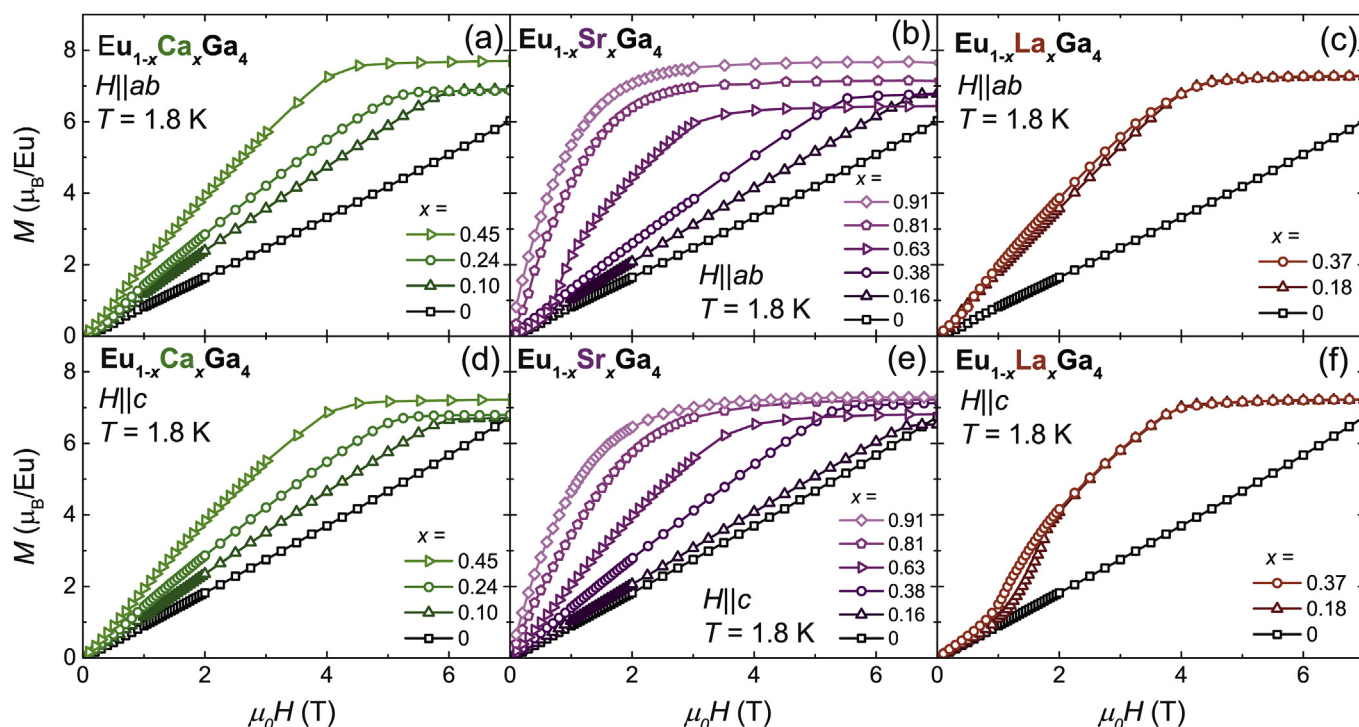 Eu1-xCaxGa4 (a)
H||ab
T = 1.8 K
x =
0.45
0.24
0.10
0
M (μB/Eu)
8
6
4
2
0
Eu1-xSrxGa4 (b)
x =
0.91
0.81
0.63
0.38
0.16
0
H||ab
T = 1.8 K
Eu1-xLaxGa4 (c)
H||ab
T = 1.8 K
x =
0.37
0.18
0
Eu1-xCaxGa4 (d)
H||c
T = 1.8 K
x =
0.45
0.24
0.10
0
M (μB/Eu)
8
6
4
2
0
0 2 4 6
μ0H (T)
Eu1-xSrxGa4 (e)
x =
0.91
0.81
0.63
0.38
0.16
0
H||c
T = 1.8 K
0 2 4 6
μ0H (T)
Eu1-xLaxGa4 (f)
H||c
T = 1.8 K
x =
0.37
0.18
0
0 2 4 6
μ0H (T)